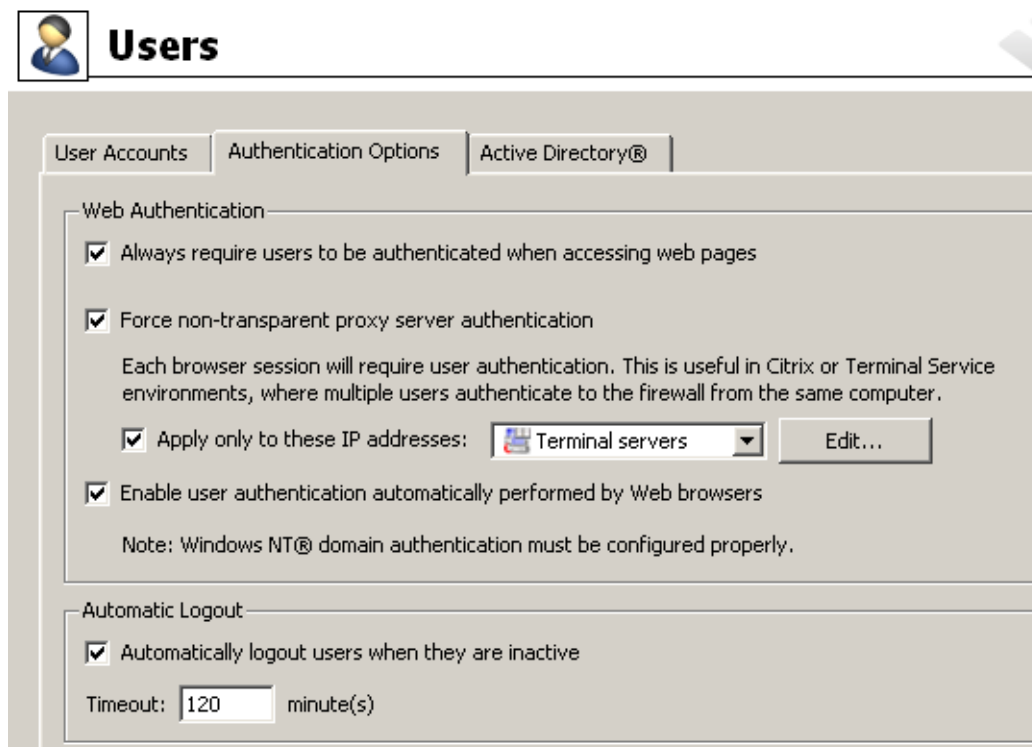 Users
User Accounts
Authentication Options
Active Directory®
Web Authentication
Always require users to be authenticated when accessing web pages
Force non-transparent proxy server authentication
Each browser session will require user authentication. This is useful in Citrix or Terminal Service
environments, where multiple users authenticate to the firewall from the same computer.
Apply only to these IP addresses: Terminal servers Edit...
Enable user authentication automatically performed by Web browsers
Note: Windows NT® domain authentication must be configured properly.
Automatic Logout
Automatically logout users when they are inactive
Timeout: 120 minute(s)